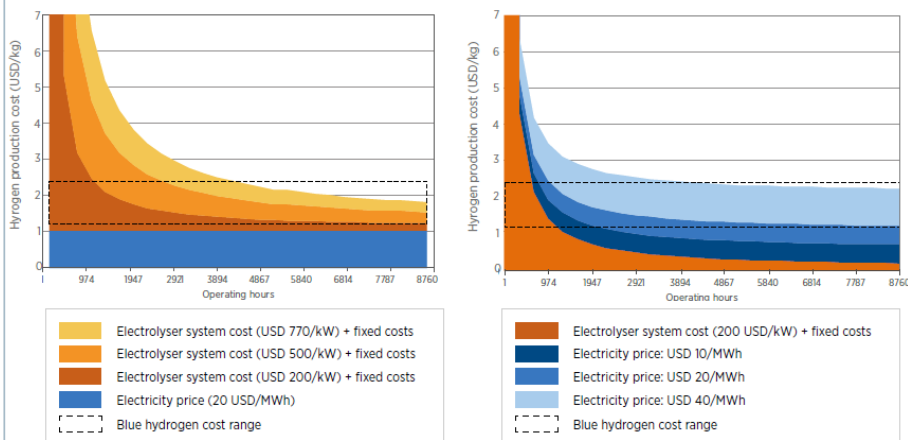 Hyrogen production cost (USD/kg)
7
6
5
4
3
2
1
0
1 974 1947 2921 3894 4867 5840 6814 7787 8760
Operating hours
Electrolyser system cost (USD 770/kW) + fixed costs
Electrolyser system cost (USD 500/kW) + fixed costs
Electrolyser system cost (USD 200/kW) + fixed costs
Electricity price (20 USD/MWh)
Blue hydrogen cost range
Hyrogen production cost (USD/kg)
7
6
5
4
3
2
1
0
1 974 1947 2921 3894 4867 5840 6814 7787 8760
Operating hours
Electrolyser system cost (200 USD/kW) + fixed costs
Electricity price: USD 10/MWh
Electricity price: USD 20/MWh
Electricity price: USD 40/MWh
Blue hydrogen cost range